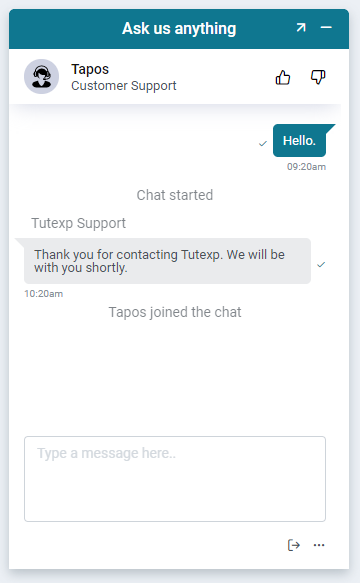 Ask us anything
Tapos
Customer Support
Hello.
09:20am
Chat started
Tutexp Support
Thank you for contacting Tutexp. We will be
with you shortly.
10:20am
Tapos joined the chat
Type a message here..